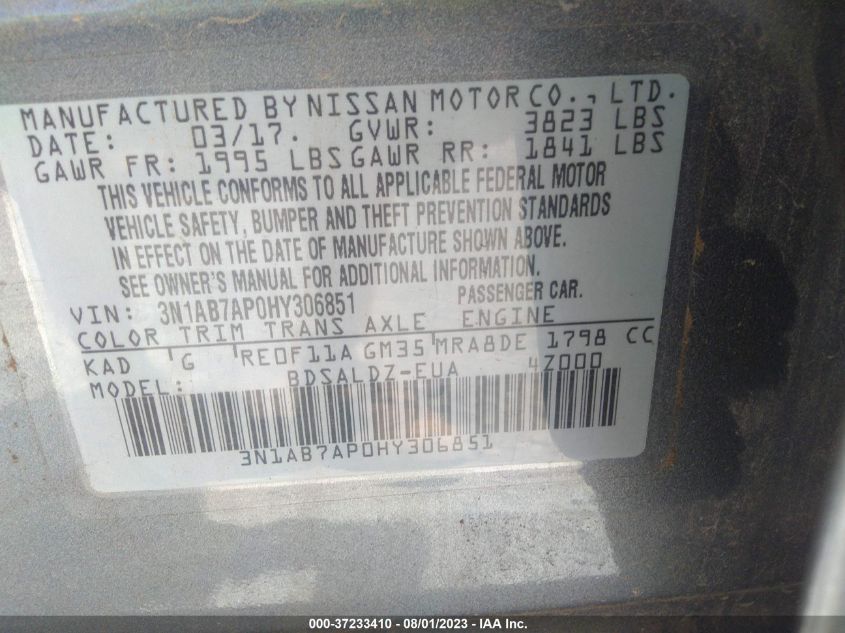 MANUFACTURED BY NISSAN MOTOR CO., LTD.
DATE: 03/17. GVWR: 3823 LBS
GAWR FR: 1995 LBS GAWR RR: 1841 LBS
THIS VEHICLE CONFORMS TO ALL APPLICABLE FEDERAL MOTOR
VEHICLE SAFETY, BUMPER AND THEFT PREVENTION STANDARDS
IN EFFECT ON THE DATE OF MANUFACTURE SHOWN ABOVE.
SEE OWNER'S MANUAL FOR ADDITIONAL INFORMATION.
VIN: 3N1AB7AP0HY306851 PASSENGER CAR.
COLOR TRIM TRANS AXLE ENGINE
KAD G RE0F11A GM35 MRA8DE 1798 CC
MODEL: BDSALDZ-EUA 4Z000
3N1AB7AP0HY306851
000-37233410 - 08/01/2023 - IAA Inc.